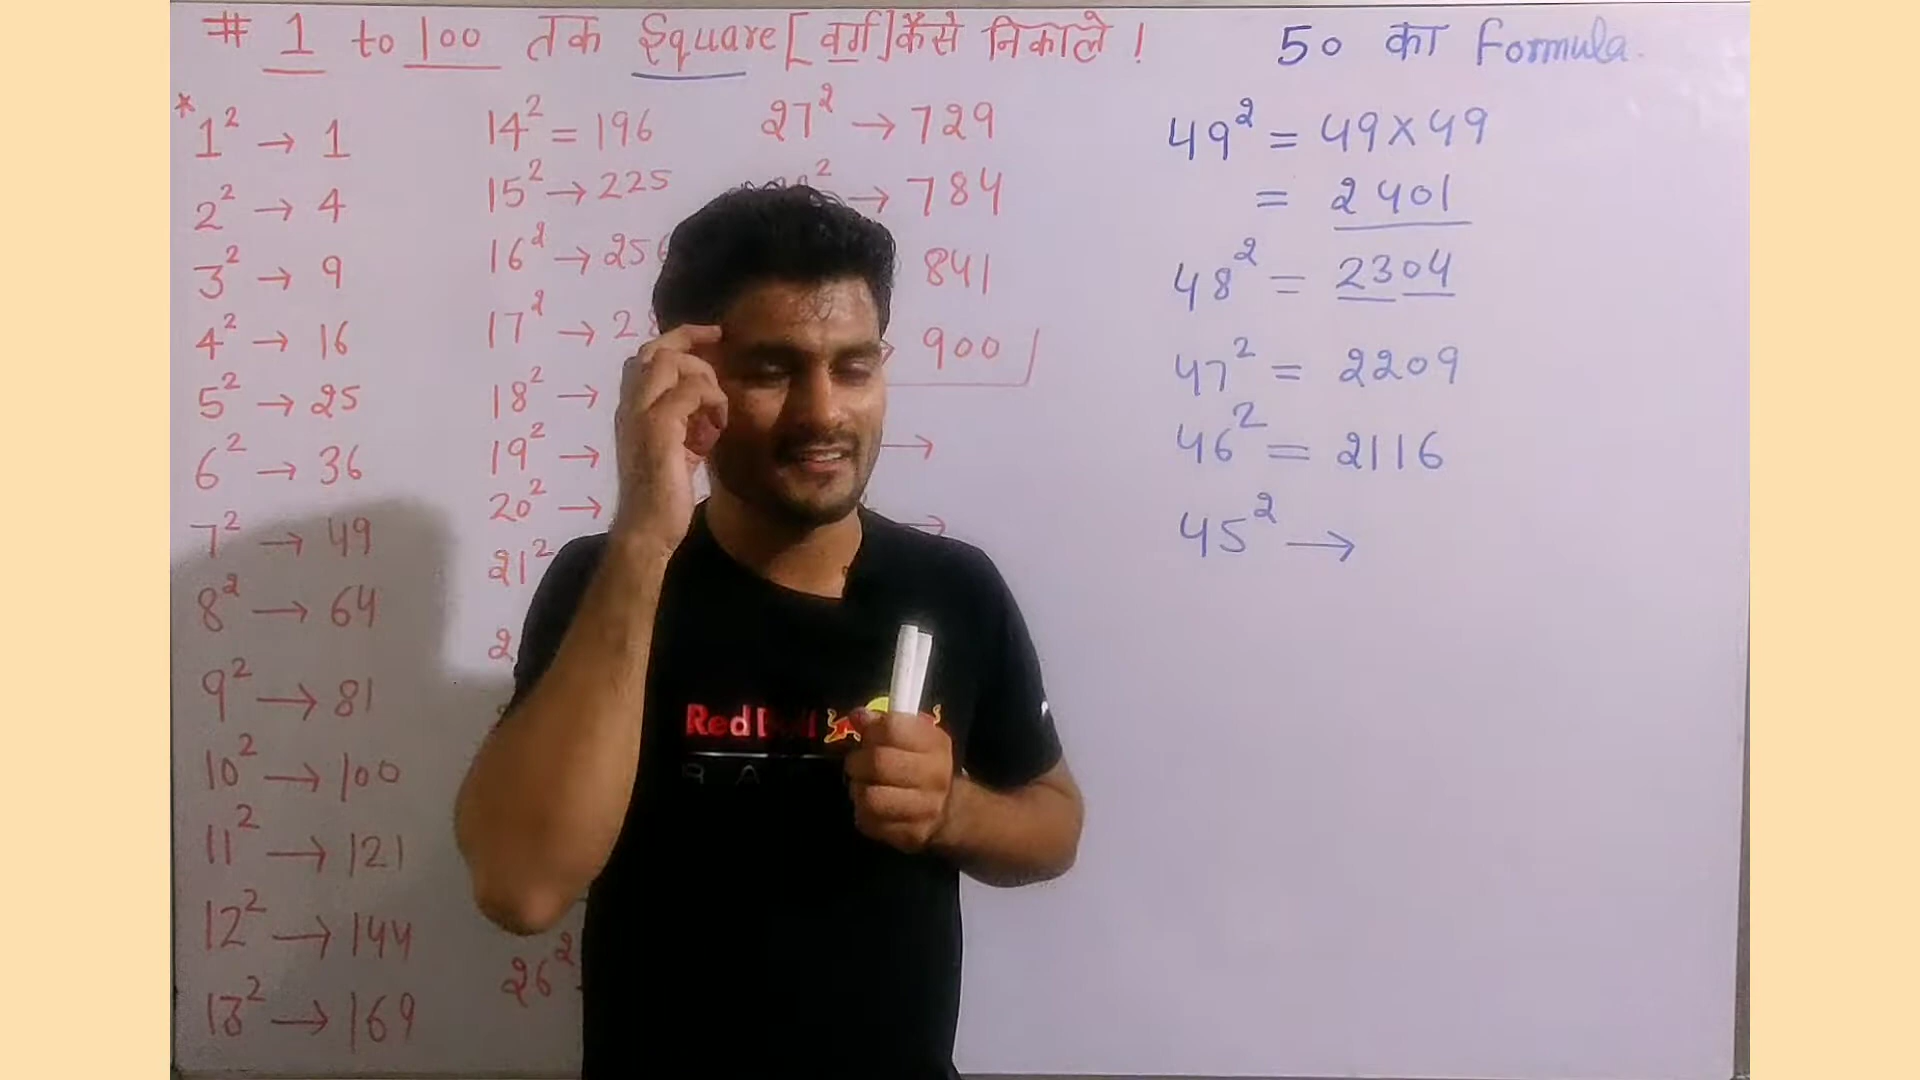 # 1 to 100 तक Square [वर्ग] कैसे निकाले !
* 1² → 1
2² → 4
3² → 9
4² → 16
5² → 25
6² → 36
7² → 49
8² → 64
9² → 81
10² → 100
11² → 121
12² → 144
13² → 169
14² = 196
15² → 225
16² → 256
17² → 28
18² →
19² →
20² →
21²
2
26²
27² → 729
² → 784
841
→ 900
→
→
50 का Formula.
49² = 49×49
= 2401
48² = 2304
47² = 2209
46² = 2116
45² →
Red